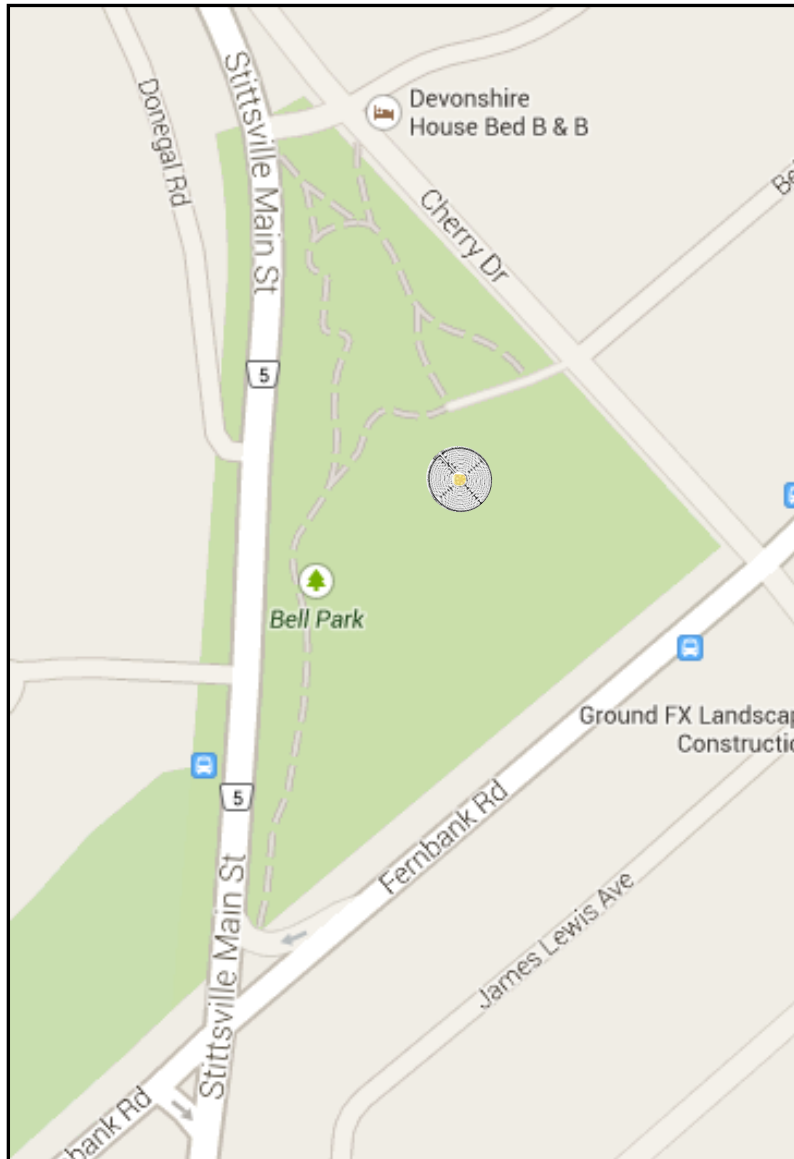 Devonshire
House Bed B & B
Donegal Rd
Stittsville Main St
Cherry Dr
5
Bell Park
Ground FX Landscap
Constructio
5
Fernbank Rd
James Lewis Ave
Stittsville Main St
bank Rd